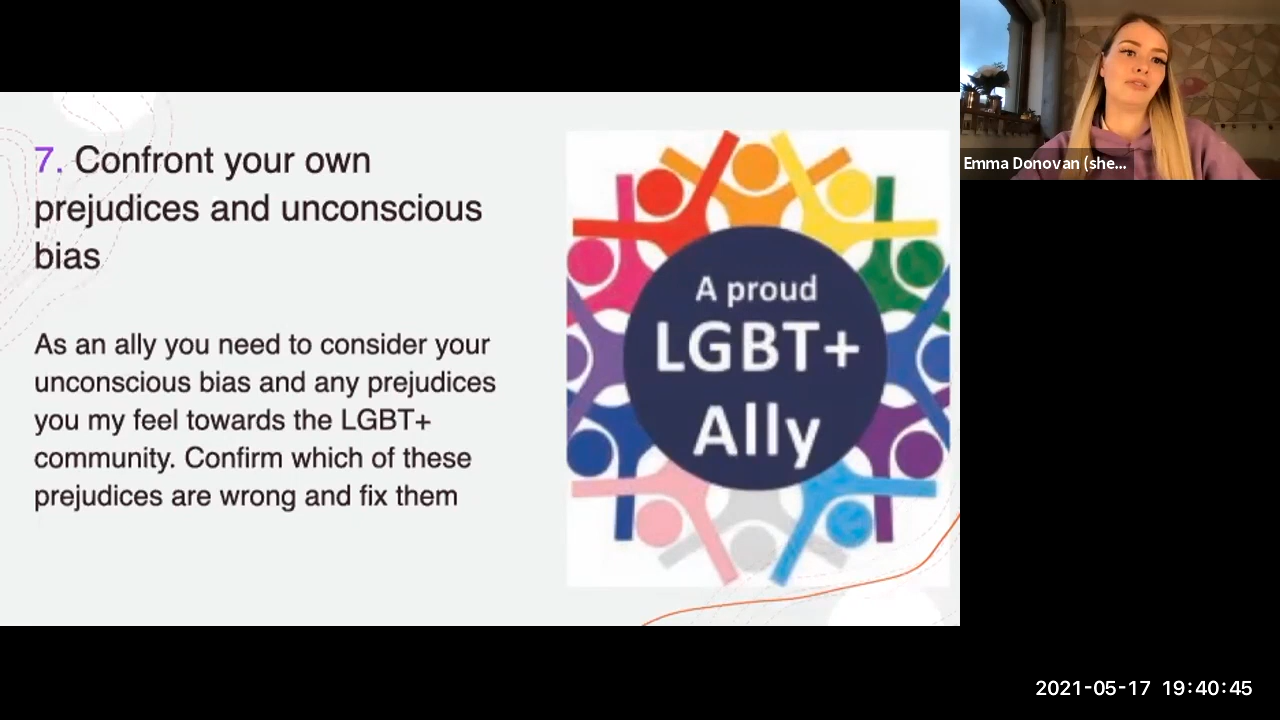 7. Confront your own
prejudices and unconscious
bias
As an ally you need to consider your
unconscious bias and any prejudices
you my feel towards the LGBT+
community. Confirm which of these
prejudices are wrong and fix them
A proud
LGBT+
Ally
Emma Donovan (she...
2021-05-17 19:40:45